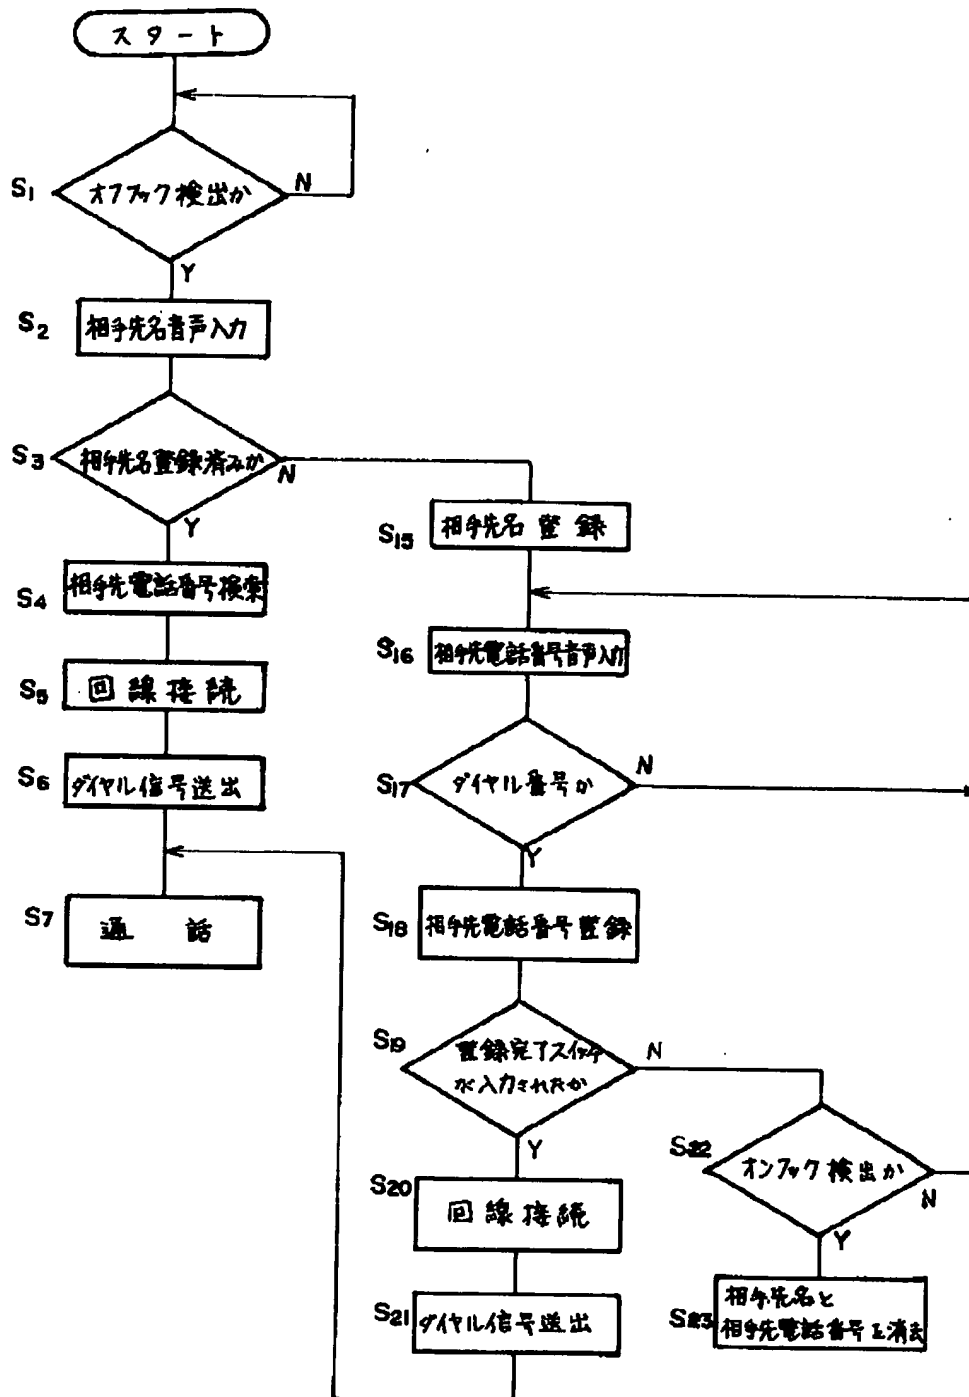 スタート
S1 オフフック検出か N
Y
S2 相手先名音声入力
S3 相手先名登録済みか N
Y
S4 相手先電話番号検索
S5 回線接続
S6 ダイヤル信号送出
S7 通話
S15 相手先名登録
S16 相手先電話番号音声入力
S17 ダイヤル番号か N
Y
S18 相手先電話番号登録
S19 登録完了スイッチ
が入力されたか N
Y
S20 回線接続
S21 ダイヤル信号送出
S22 オンフック検出か N
Y
S23 相手先名と
相手先電話番号を消去